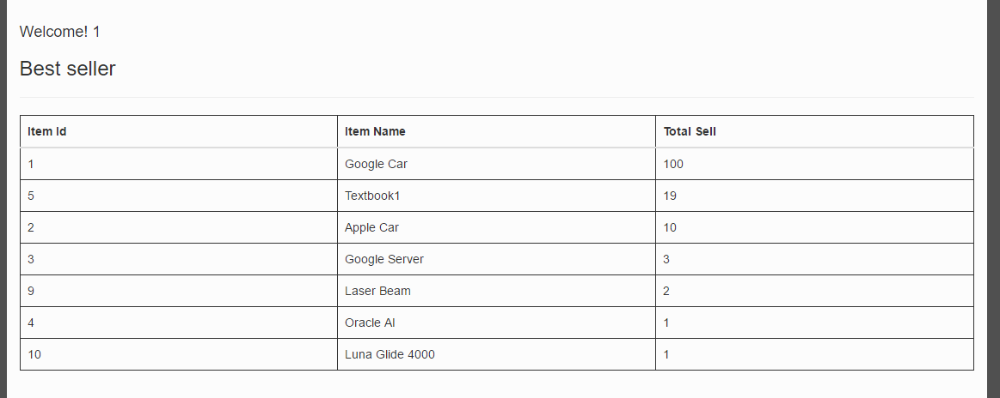 Welcome! 1
Best seller
Item Id Item Name Total Sell
1 Google Car 100
5 Textbook1 19
2 Apple Car 10
3 Google Server 3
9 Laser Beam 2
4 Oracle AI 1
10 Luna Glide 4000 1